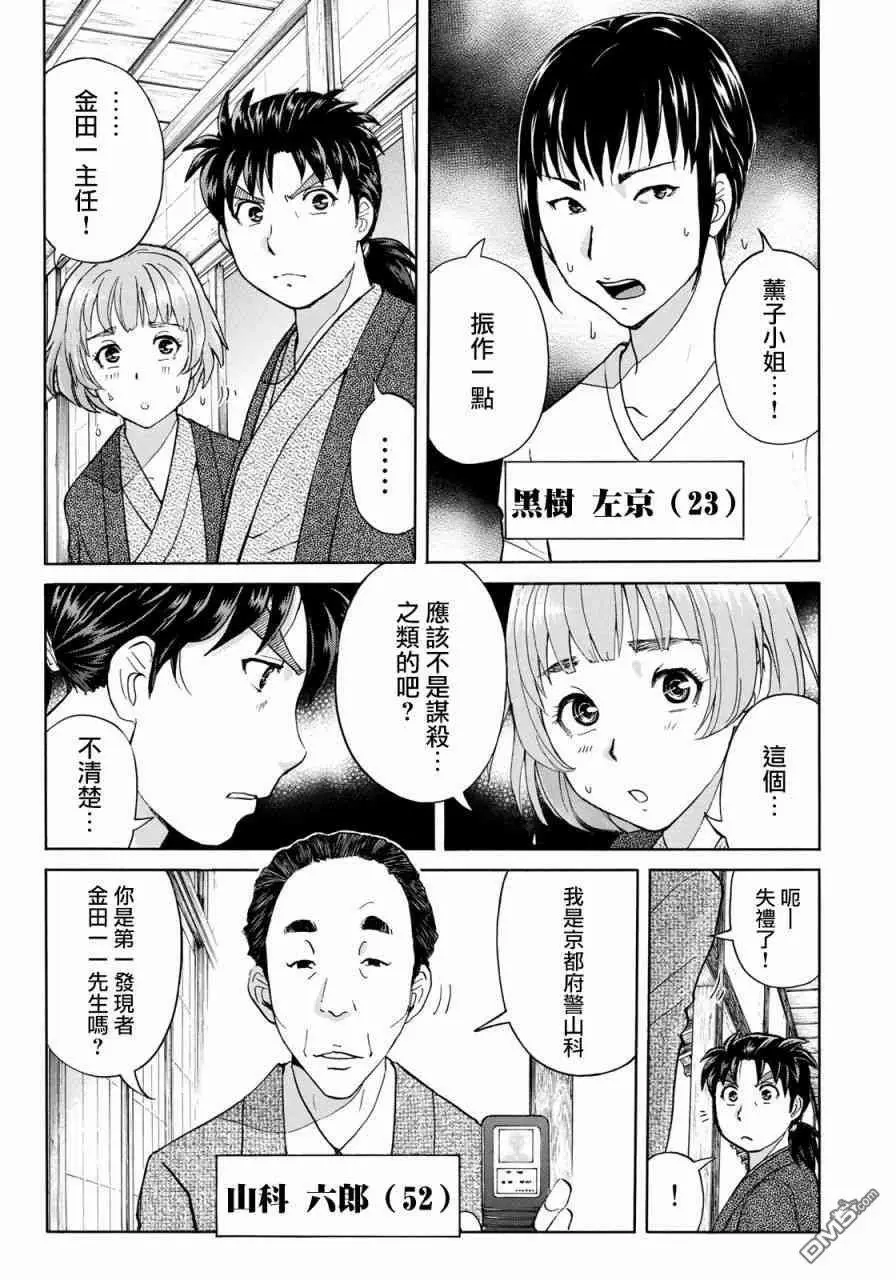 薰子小姐…！
振作一點
黑樹 左京（23）
……
金田一主任！
……
這個…
應該不是謀殺…
之類的吧？
不清楚…
呃—
失禮了！
！
我是京都府警山科
你是第一發現者
金田一一先生嗎？
山科 六郎（52）
DM5.com